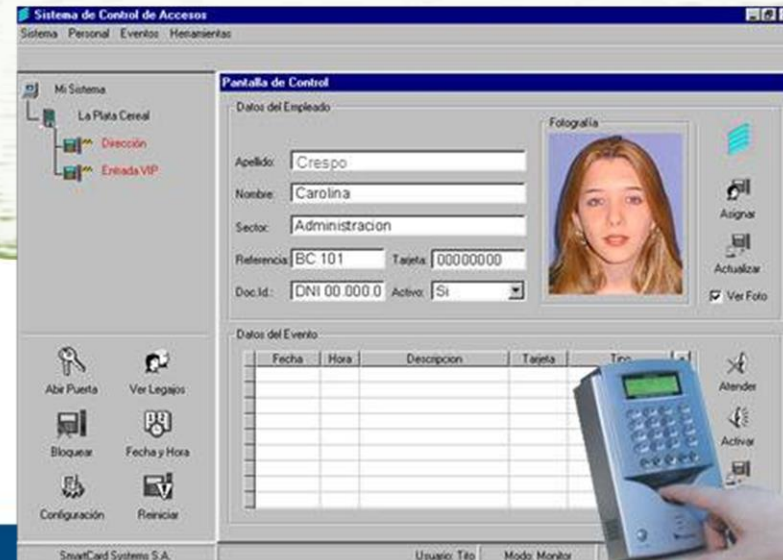 Sistema de Control de Accesos
Sistema Personal Eventos Herramientas
Mi Sistema
La Plata Cereal
Dirección
Entrada VIP
Abrir Puerta Ver Legajos
Bloquear Fecha y Hora
Configuración Reiniciar
Pantalla de Control
Datos del Empleado
Apellido: Crespo
Nombre: Carolina
Sector: Administracion
Referencia: BC 101 Tarjeta: 00000000
Doc.Id.: DNI 00.000.0 Activo: Si
Fotografía
Asignar
Actualizar
Ver Foto
Datos del Evento
Fecha Hora Descripcion Tarjeta Tipo
Atender
Activar
SmartCard Systems S.A. Usuario: Tito Modo: Monitor